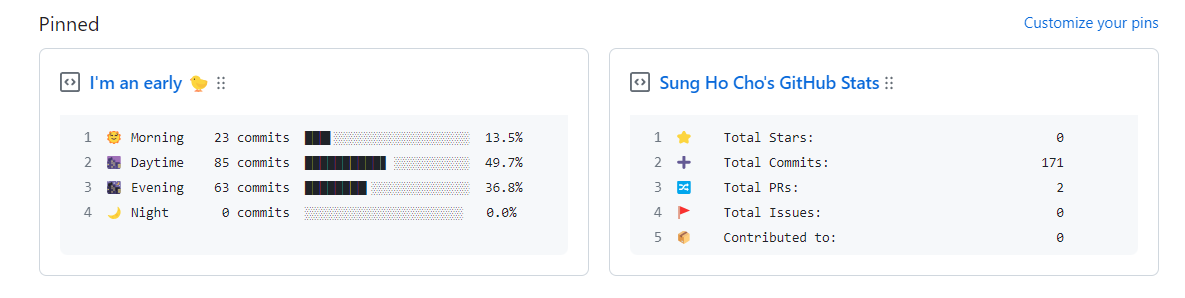 Pinned
Customize your pins
I'm an early 🐤
1 🌞 Morning 23 commits ███▍░░░░░░░░░░░░░░░░░ 13.5%
2 🌆 Daytime 85 commits ██████████▍░░░░░░░░░░ 49.7%
3 🌃 Evening 63 commits ███████▋░░░░░░░░░░░░░ 36.8%
4 🌙 Night 0 commits ░░░░░░░░░░░░░░░░░░░░░ 0.0%
Sung Ho Cho's GitHub Stats
1 ⭐ Total Stars: 0
2 ➕ Total Commits: 171
3 🔀 Total PRs: 2
4 🚩 Total Issues: 0
5 📦 Contributed to: 0